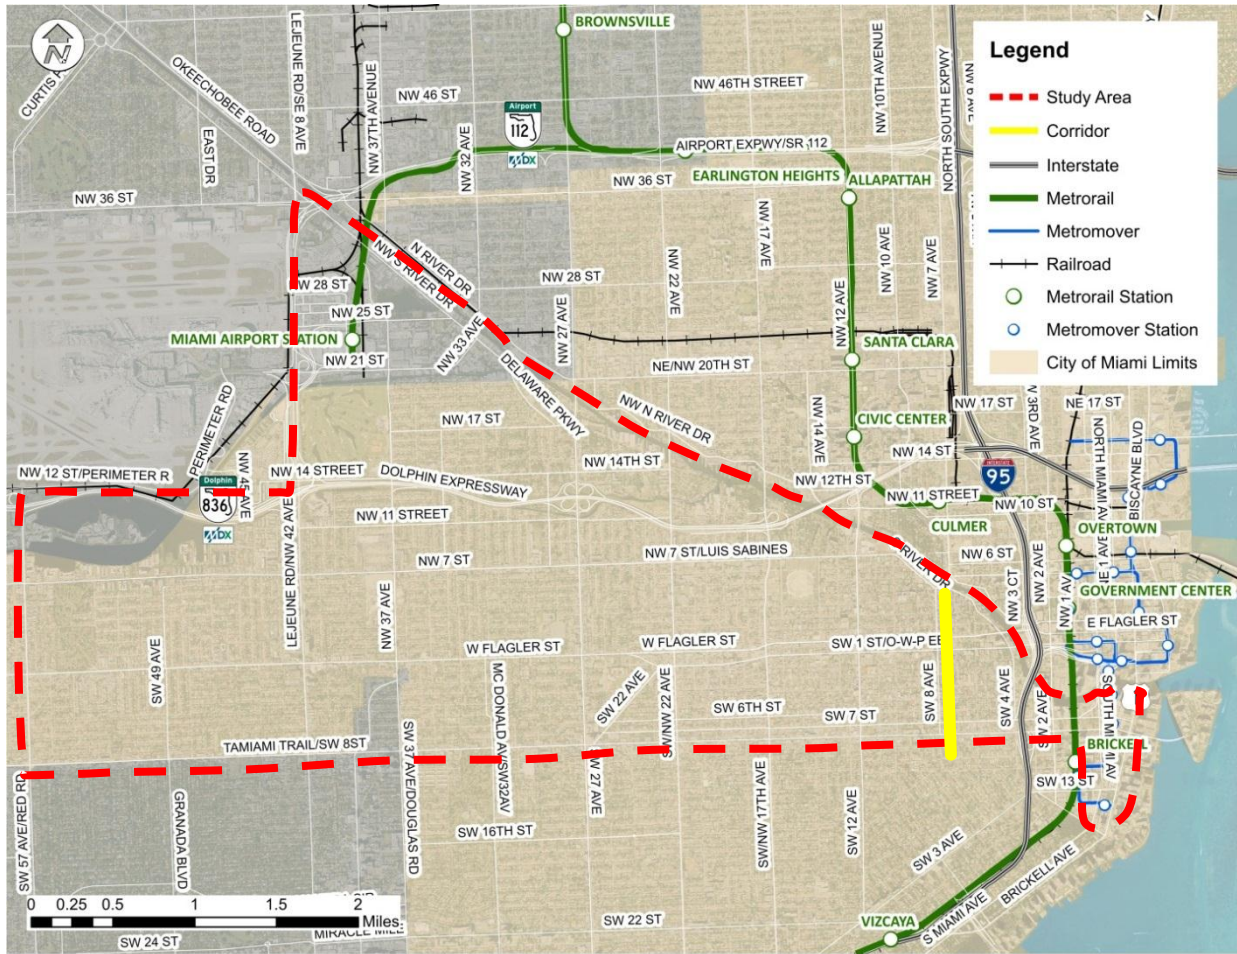 BROWNSVILLE
N
CURTIS P
OKEECHOBEE ROAD
LEJEUNE RD/SE 8 AVE
NW 37TH AVENUE
EAST DR
NW 46 ST
NW 46TH STREET
NW 10TH AVENUE
NORTH SOUTH EXPWY
NW 6 AVE
Airport
112
MDX
NW 32 AVE
AIRPORT EXPWY/SR 112
EARLINGTON HEIGHTS
ALLAPATTAH
NW 36 ST
NW 36 ST
NW 17 AVE
NW 10 AVE
NW 7 AVE
N RIVER DR
NW S RIVER DR
NW 28 ST
NW 28 ST
NW 22 AVE
NW 12 AVE
NW 25 ST
MIAMI AIRPORT STATION
NW 21 ST
NW 33 AVE
NW 27 AVE
SANTA CLARA
NE/NW 20TH ST
DELAWARE PKWY
PERIMETER RD
NW 17 ST
NW N RIVER DR
NW 14 AVE
CIVIC CENTER
NW 17 ST
NW 3RD AVE
NE 17 ST
NORTH MIAMI AV
BISCAYNE BLVD
NW 12 ST/PERIMETER R
NW 45 AVE
NW 14 STREET
DOLPHIN EXPRESSWAY
NW 14TH ST
NW 12TH ST
NW 14 ST
INTERSTATE
95
Dolphin
836
MDX
NW 11 STREET
NW 11 STREET
CULMER
NW 10 ST
OVERTOWN
LEJEUNE RD/NW 42 AVE
NW 7 ST
NW 7 ST/LUIS SABINES
RIVER DR
NW 6 ST
NW 3 CT
NW 2 AVE
NW 1 AV
NE 1 AVE
GOVERNMENT CENTER
NW 37 AVE
E FLAGLER ST
SW 49 AVE
W FLAGLER ST
W FLAGLER ST
SW 1 ST/O-W-P EE
MC DONALD AV/SW32AV
SW 22 AVE
SW/NW 22 AVE
SW 6TH ST
SW 7 ST
SW 8 AVE
SW 4 AVE
SW 2 AVE
SOUTH MIAMI AV
TAMIAMI TRAIL/SW 8ST
BRICKELL
SW 57 AVE/RED RD
GRANADA BLVD
SW 37 AVE/DOUGLAS RD
SW 27 AVE
SW/NW 17TH AVE
SW 12 AVE
SW 13 ST
SW 16TH ST
SW 3 AVE
BRICKELL AVE
S MIAMI AVE
VIZCAYA
SW 22 ST
SW 24 ST
MIRACLE MILE
0 0.25 0.5 1 1.5 2
Miles
Legend
Study Area
Corridor
Interstate
Metrorail
Metromover
Railroad
Metrorail Station
Metromover Station
City of Miami Limits